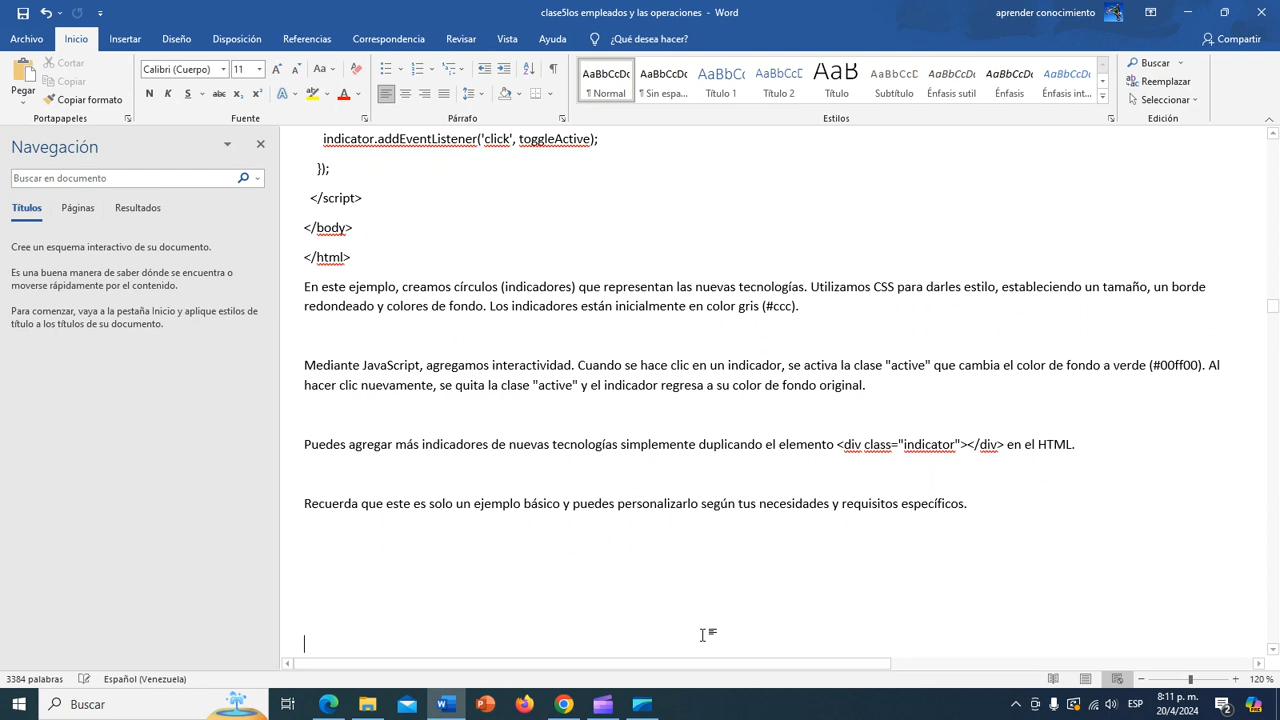 clase5los empleados y las operaciones - Word
aprender conocimiento
Archivo Inicio Insertar Diseño Disposición Referencias Correspondencia Revisar Vista Ayuda ¿Qué desea hacer? Compartir
Pegar
Cortar
Copiar
Copiar formato
Portapapeles
Calibri (Cuerpo) 11
Fuente
Párrafo
AaBbCcDc AaBbCcDc AaBbCc AaBbCcD AaB AaBbCcD AaBbCcDc AaBbCcDc AaBbCcDc
¶ Normal ¶ Sin espa... Título 1 Título 2 Título Subtítulo Énfasis sutil Énfasis Énfasis int...
Estilos
Buscar
Reemplazar
Seleccionar
Edición
Navegación
Buscar en documento
Títulos Páginas Resultados
Cree un esquema interactivo de su documento.
Es una buena manera de saber dónde se encuentra o
moverse rápidamente por el contenido.
Para comenzar, vaya a la pestaña Inicio y aplique estilos de
título a los títulos de su documento.
indicator.addEventListener('click', toggleActive);
});
</script>
</body>
</html>
En este ejemplo, creamos círculos (indicadores) que representan las nuevas tecnologías. Utilizamos CSS para darles estilo, estableciendo un tamaño, un borde
redondeado y colores de fondo. Los indicadores están inicialmente en color gris (#ccc).
Mediante JavaScript, agregamos interactividad. Cuando se hace clic en un indicador, se activa la clase "active" que cambia el color de fondo a verde (#00ff00). Al
hacer clic nuevamente, se quita la clase "active" y el indicador regresa a su color de fondo original.
Puedes agregar más indicadores de nuevas tecnologías simplemente duplicando el elemento <div class="indicator"></div> en el HTML.
Recuerda que este es solo un ejemplo básico y puedes personalizarlo según tus necesidades y requisitos específicos.
3384 palabras Español (Venezuela) 120 %
Buscar
ESP
8:11 p. m.
20/4/2024